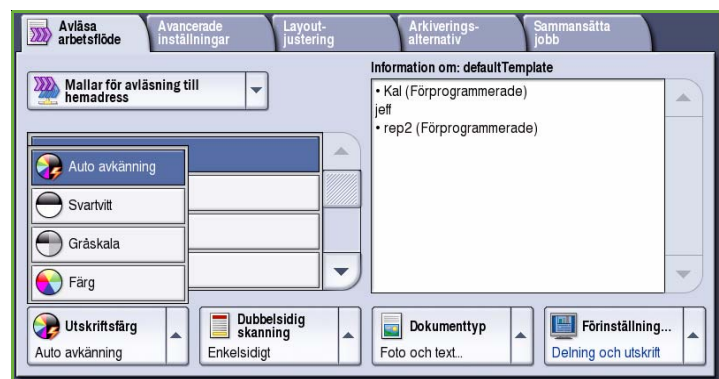 Avläsa
arbetsflöde
Avancerade
inställningar
Layout-
justering
Arkiverings-
alternativ
Sammansätta
jobb
Mallar för avläsning till
hemadress
Information om: defaultTemplate
• Kal (Förprogrammerade)
jeff
• rep2 (Förprogrammerade)
Auto avkänning
Svartvitt
Gråskala
Färg
Utskriftsfärg
Auto avkänning
Dubbelsidig
skanning
Enkelsidigt
Dokumenttyp
Foto och text...
Förinställning...
Delning och utskrift